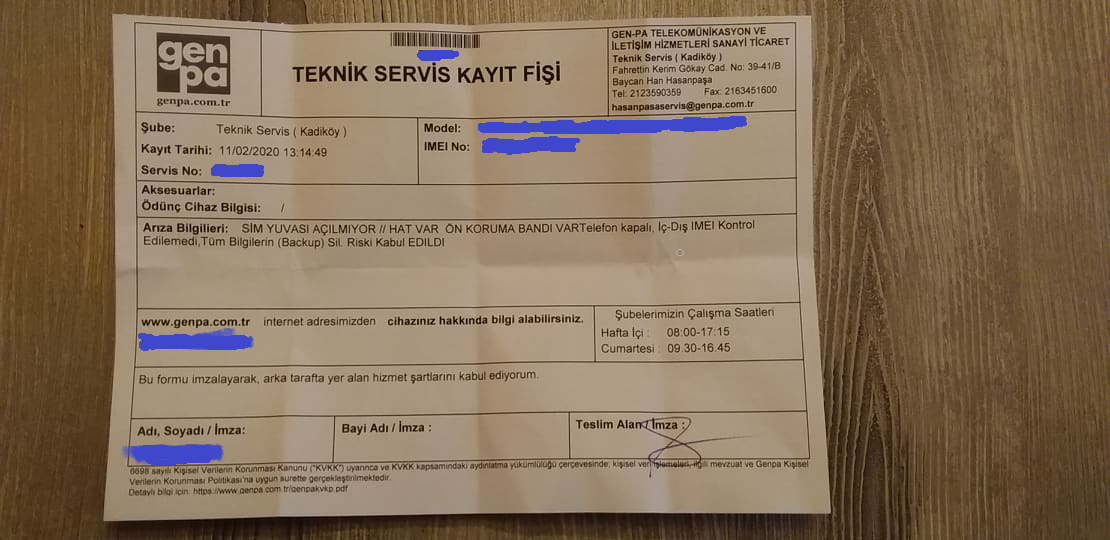 gen
pa
genpa.com.tr
TEKNİK SERVİS KAYIT FİŞİ
GEN-PA TELEKOMÜNİKASYON VE
İLETİŞİM HİZMETLERİ SANAYİ TİCARET
Teknik Servis ( Kadıköy )
Fahrettin Kerim Gökay Cad. No: 39-41/B
Baycan Han Hasanpaşa
Tel: 2123590359 Fax: 2163451600
hasanpasaservis@genpa.com.tr
Şube: Teknik Servis ( Kadiköy )
Kayıt Tarihi: 11/02/2020 13:14:49
Servis No:
Model:
IMEI No:
Aksesuarlar:
Ödünç Cihaz Bilgisi: /
Arıza Bilgileri: SİM YUVASI AÇILMIYOR // HAT VAR ÖN KORUMA BANDI VARTelefon kapalı, İç-Dış IMEI Kontrol
Edilemedi,Tüm Bilgilerin (Backup) Sil. Riski Kabul EDILDI
www.genpa.com.tr internet adresimizden cihazınız hakkında bilgi alabilirsiniz.
Şubelerimizin Çalışma Saatleri
Hafta İçi : 08:00-17:15
Cumartesi : 09.30-16.45
Bu formu imzalayarak, arka tarafta yer alan hizmet şartlarını kabul ediyorum.
Adı, Soyadı / İmza:
Bayi Adı / İmza :
Teslim Alan / İmza :
6698 sayılı Kişisel Verilerin Korunması Kanunu ("KVKK") uyarınca ve KVKK kapsamındaki aydınlatma yükümlülüğü çerçevesinde; kişisel veri işlemeleri, ilgili mevzuat ve Genpa Kişisel
Verilerin Korunması Politikası'na uygun surette gerçekleştirilmektedir.
Detaylı bilgi için: https://www.genpa.com.tr/genpakvkp.pdf